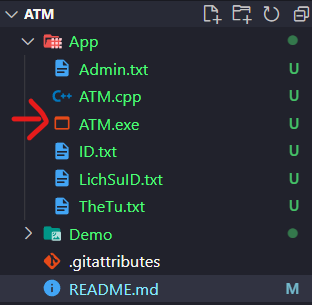 ATM
App
Admin.txt U
ATM.cpp U
ATM.exe U
ID.txt U
LichSuID.txt U
TheTu.txt U
Demo
.gitattributes
README.md M